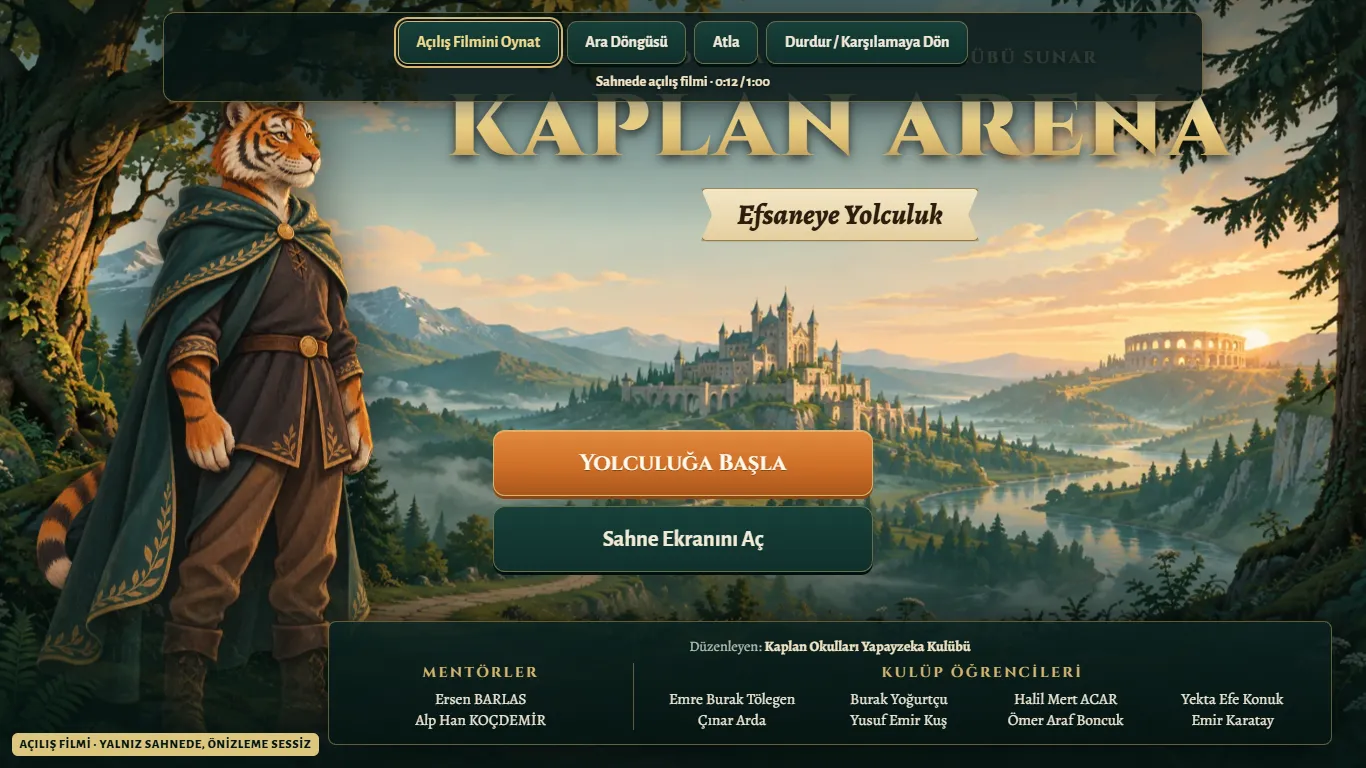 Açılış Filmini Oynat
Ara Döngüsü
Atla
Durdur / Karşılamaya Dön
Sahnede açılış filmi · 0:12 / 1:00
SUNAR
KAPLAN ARENA
Efsaneye Yolculuk
YOLCULUĞA BAŞLA
Sahne Ekranını Aç
Düzenleyen: Kaplan Okulları Yapayzeka Kulübü
MENTÖRLER
Ersen BARLAS
Alp Han KOÇDEMİR
KULÜP ÖĞRENCİLERİ
Emre Burak Tölegen
Burak Yoğurtçu
Halil Mert ACAR
Yekta Efe Konuk
Çınar Arda
Yusuf Emir Kuş
Ömer Araf Boncuk
Emir Karatay
AÇILIŞ FİLMİ · YALNIZ SAHNEDE, ÖNİZLEME SESSİZ